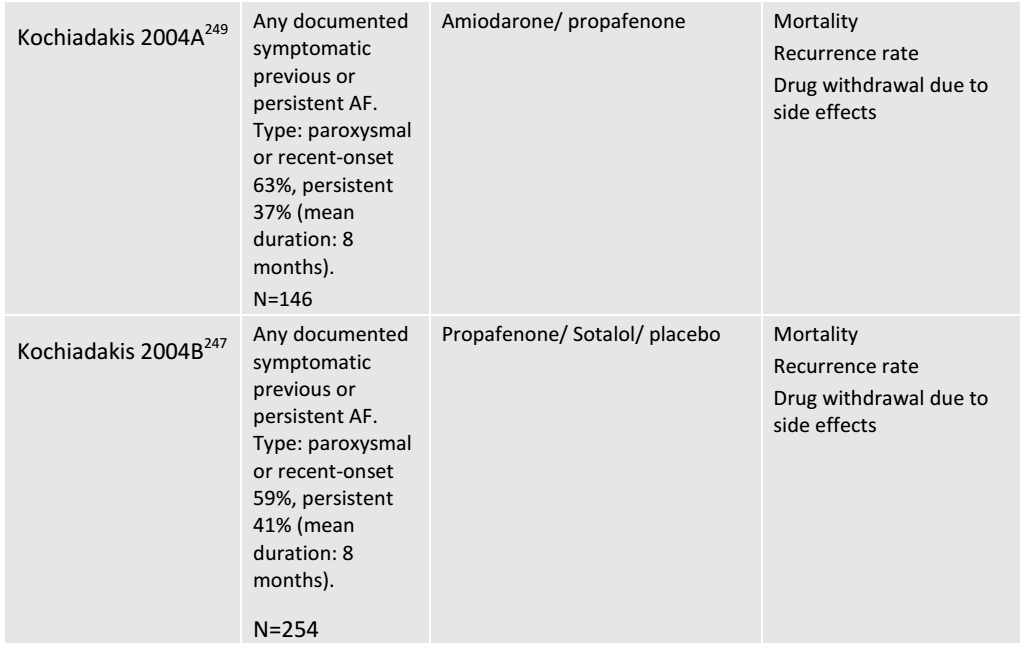 Kochiadakis 2004A249
Any documented
symptomatic
previous or
persistent AF.
Type: paroxysmal
or recent-onset
63%, persistent
37% (mean
duration: 8
months).
N=146
Amiodarone/ propafenone
Mortality
Recurrence rate
Drug withdrawal due to
side effects
Kochiadakis 2004B247
Any documented
symptomatic
previous or
persistent AF.
Type: paroxysmal
or recent-onset
59%, persistent
41% (mean
duration: 8
months).
N=254
Propafenone/ Sotalol/ placebo
Mortality
Recurrence rate
Drug withdrawal due to
side effects